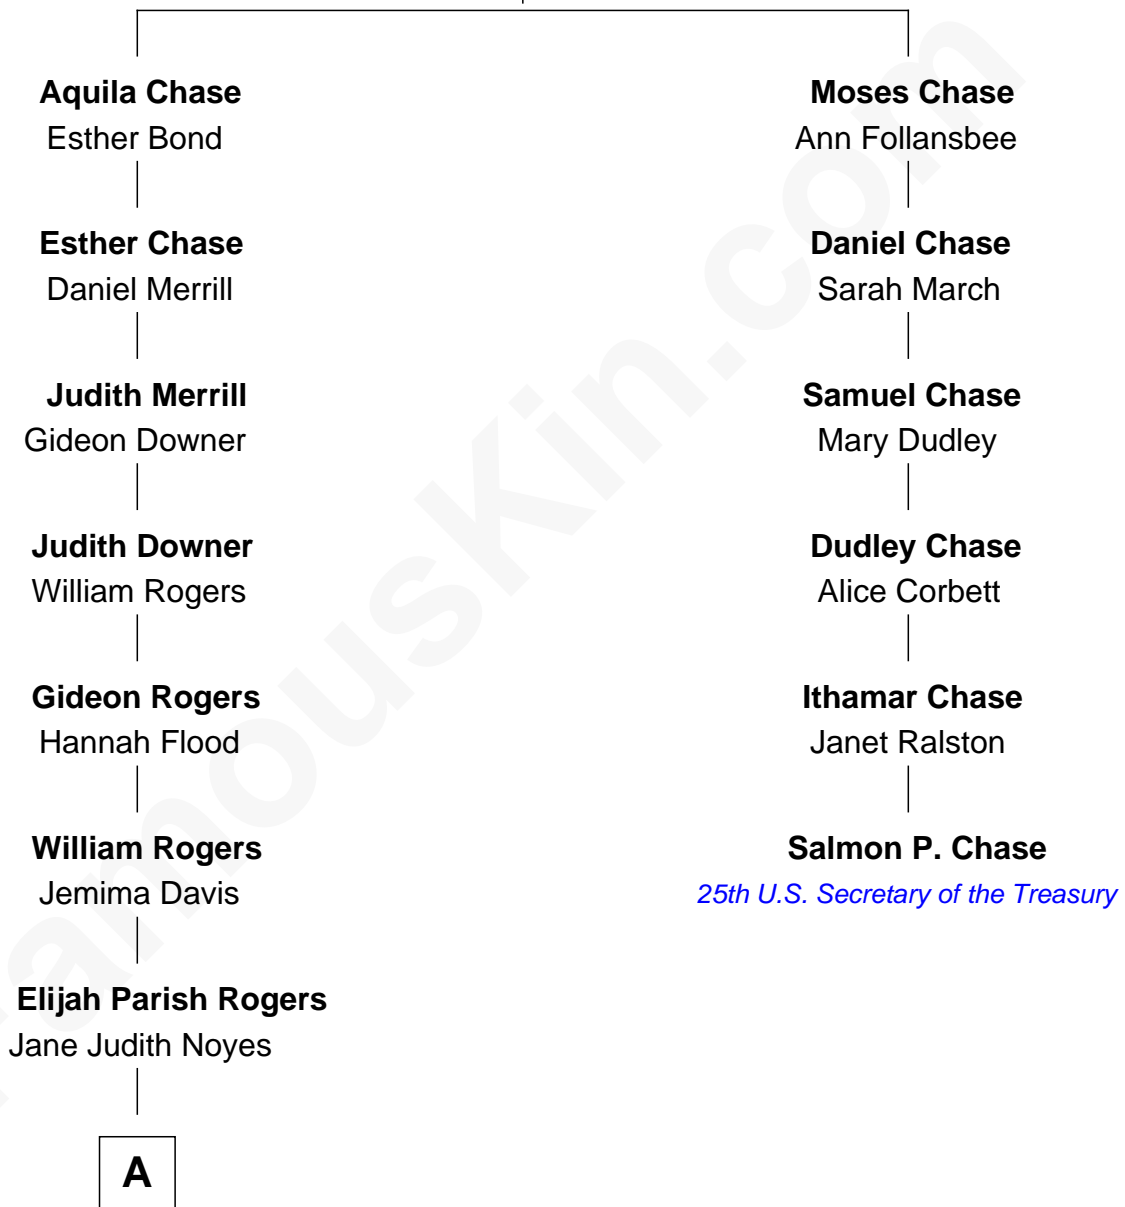 Aquila Chase
Esther Bond
Esther Chase
Daniel Merrill
Judith Merrill
Gideon Downer
Judith Downer
William Rogers
Gideon Rogers
Hannah Flood
William Rogers
Jemima Davis
Elijah Parish Rogers
Jane Judith Noyes
A
Moses Chase
Ann Follansbee
Daniel Chase
Sarah March
Samuel Chase
Mary Dudley
Dudley Chase
Alice Corbett
Ithamar Chase
Janet Ralston
Salmon P. Chase
25th U.S. Secretary of the Treasury
FamousKin.com